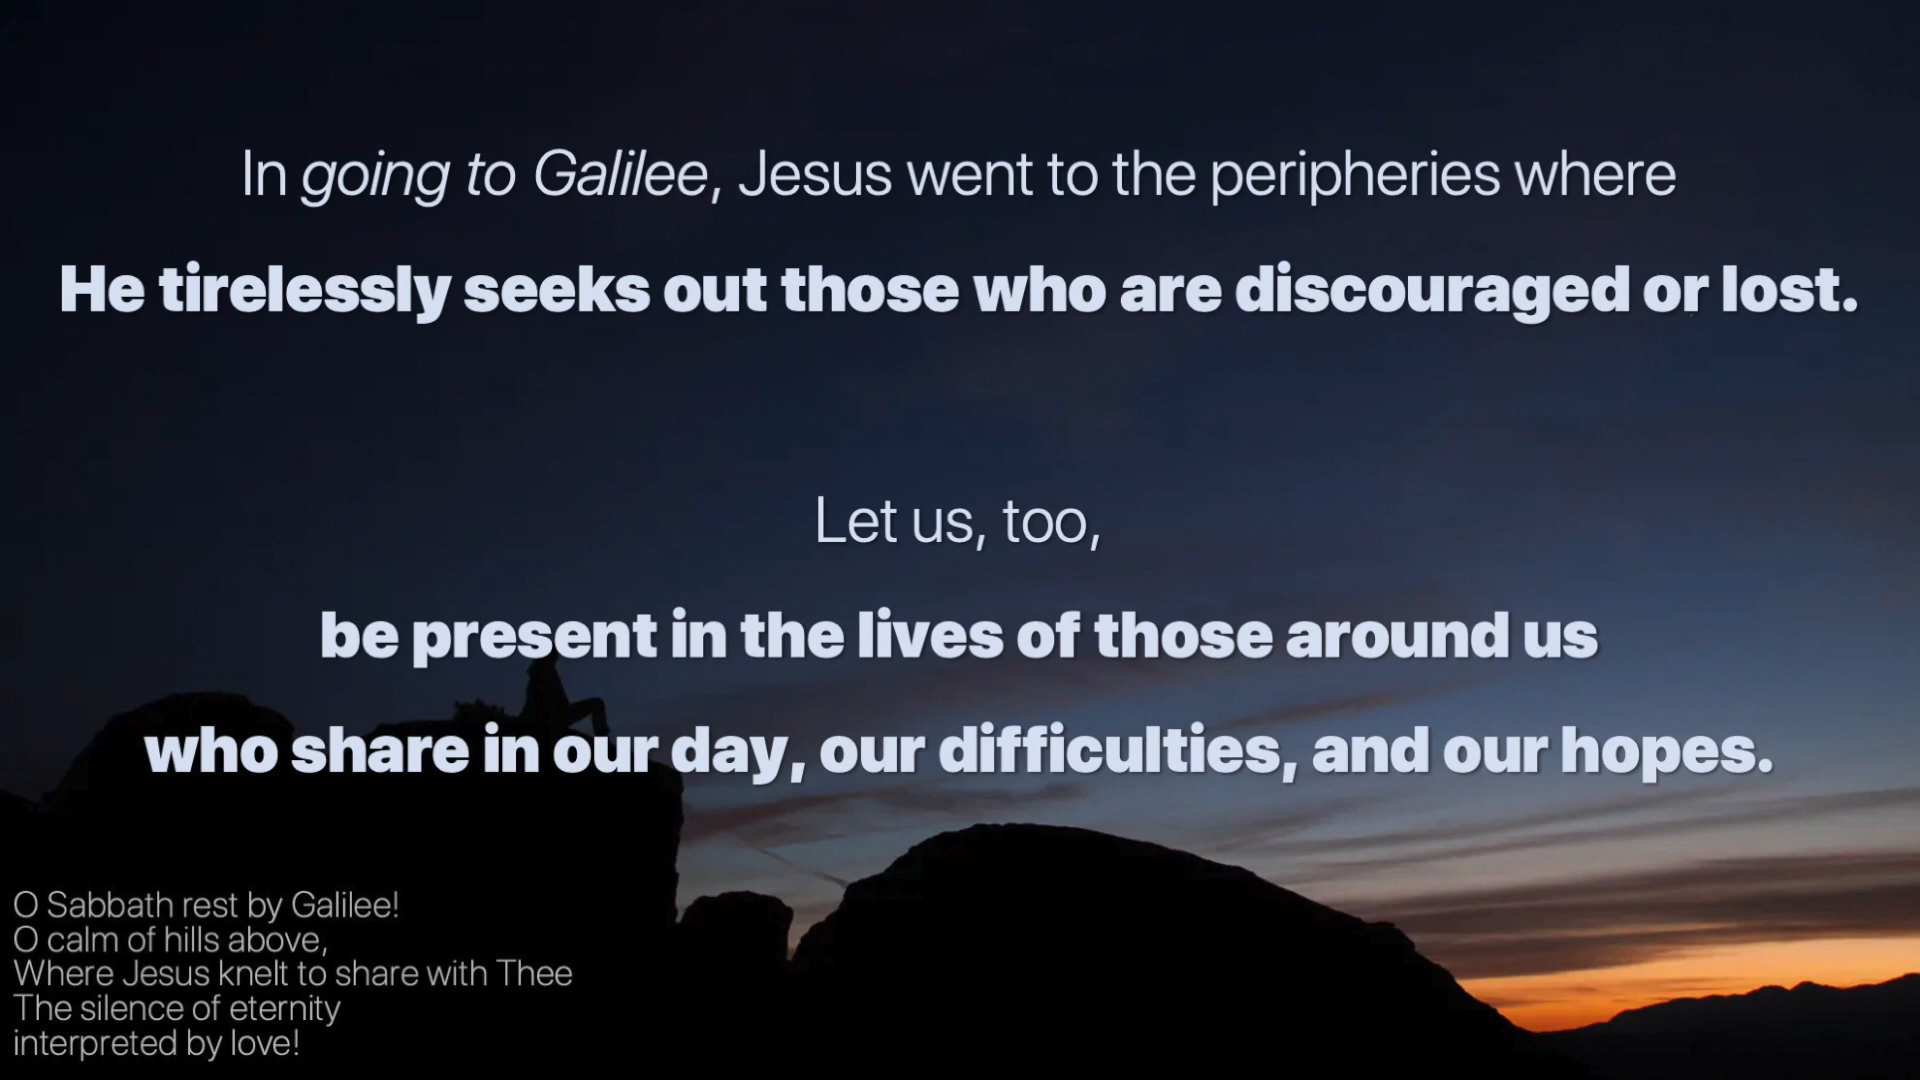 In going to Galilee, Jesus went to the peripheries where
He tirelessly seeks out those who are discouraged or lost.
Let us, too,
be present in the lives of those around us
who share in our day, our difficulties, and our hopes.
O Sabbath rest by Galilee!
O calm of hills above,
Where Jesus knelt to share with Thee
The silence of eternity
interpreted by love!